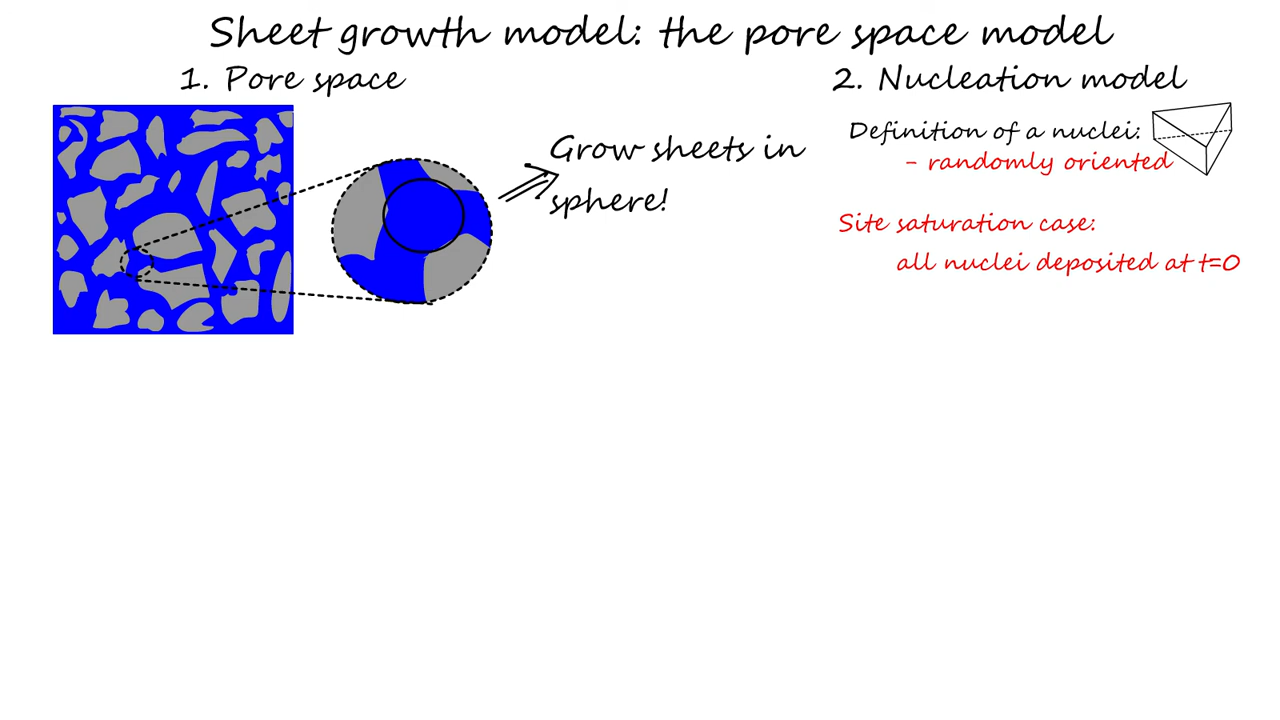 Sheet growth model: the pore space model
1. Pore space
Grow sheets in
sphere!
2. Nucleation model
Definition of a nuclei:
- randomly oriented
Site saturation case:
all nuclei deposited at t=0